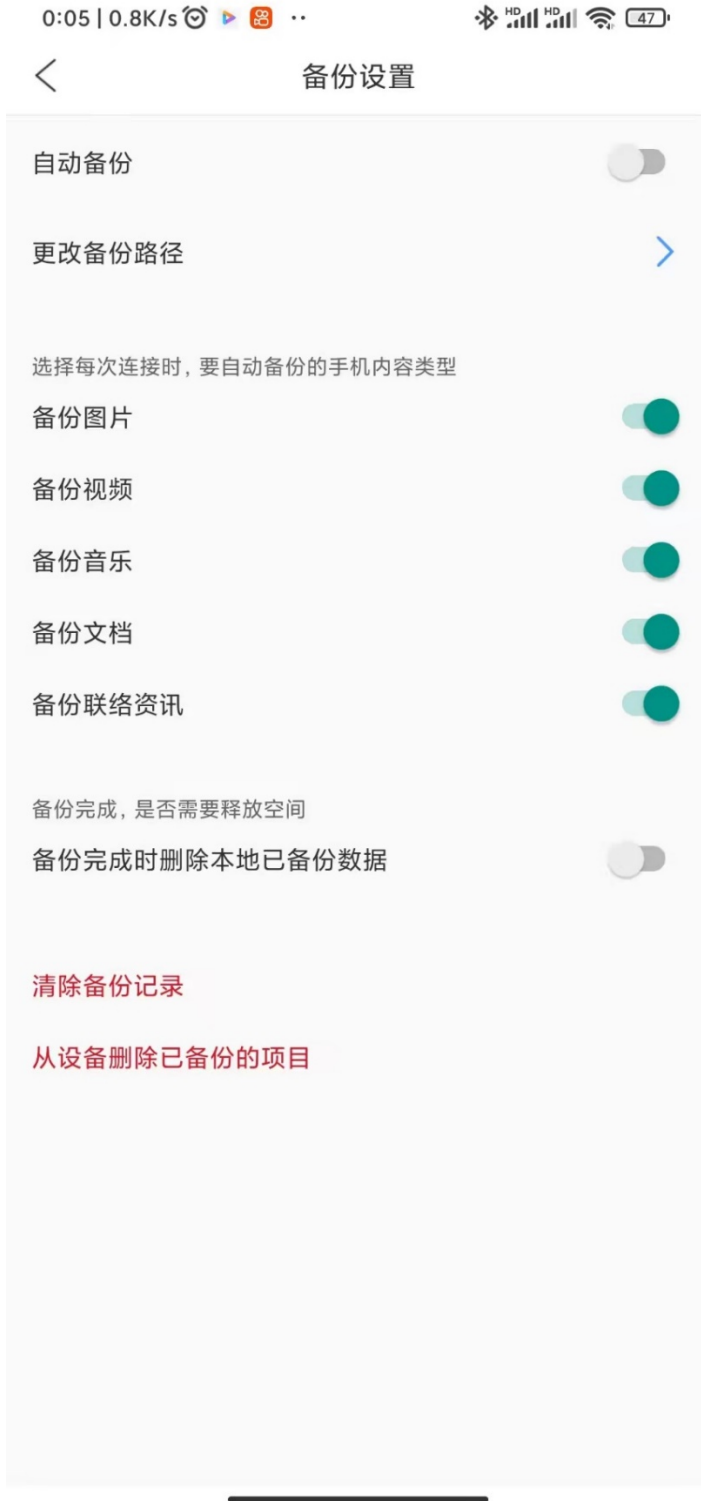 0:05 | 0.8K/s
HD HD 47
备份设置
自动备份
更改备份路径
选择每次连接时, 要自动备份的手机内容类型
备份图片
备份视频
备份音乐
备份文档
备份联络资讯
备份完成, 是否需要释放空间
备份完成时删除本地已备份数据
清除备份记录
从设备删除已备份的项目